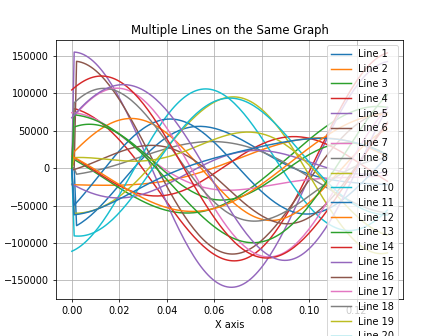 Multiple Lines on the Same Graph
150000
100000
50000
0
−50000
−100000
−150000
0.00
0.02
0.04
0.06
0.08
0.10
X axis
Line 1
Line 2
Line 3
Line 4
Line 5
Line 6
Line 7
Line 8
Line 9
Line 10
Line 11
Line 12
Line 13
Line 14
Line 15
Line 16
Line 17
Line 18
Line 19
Line 20